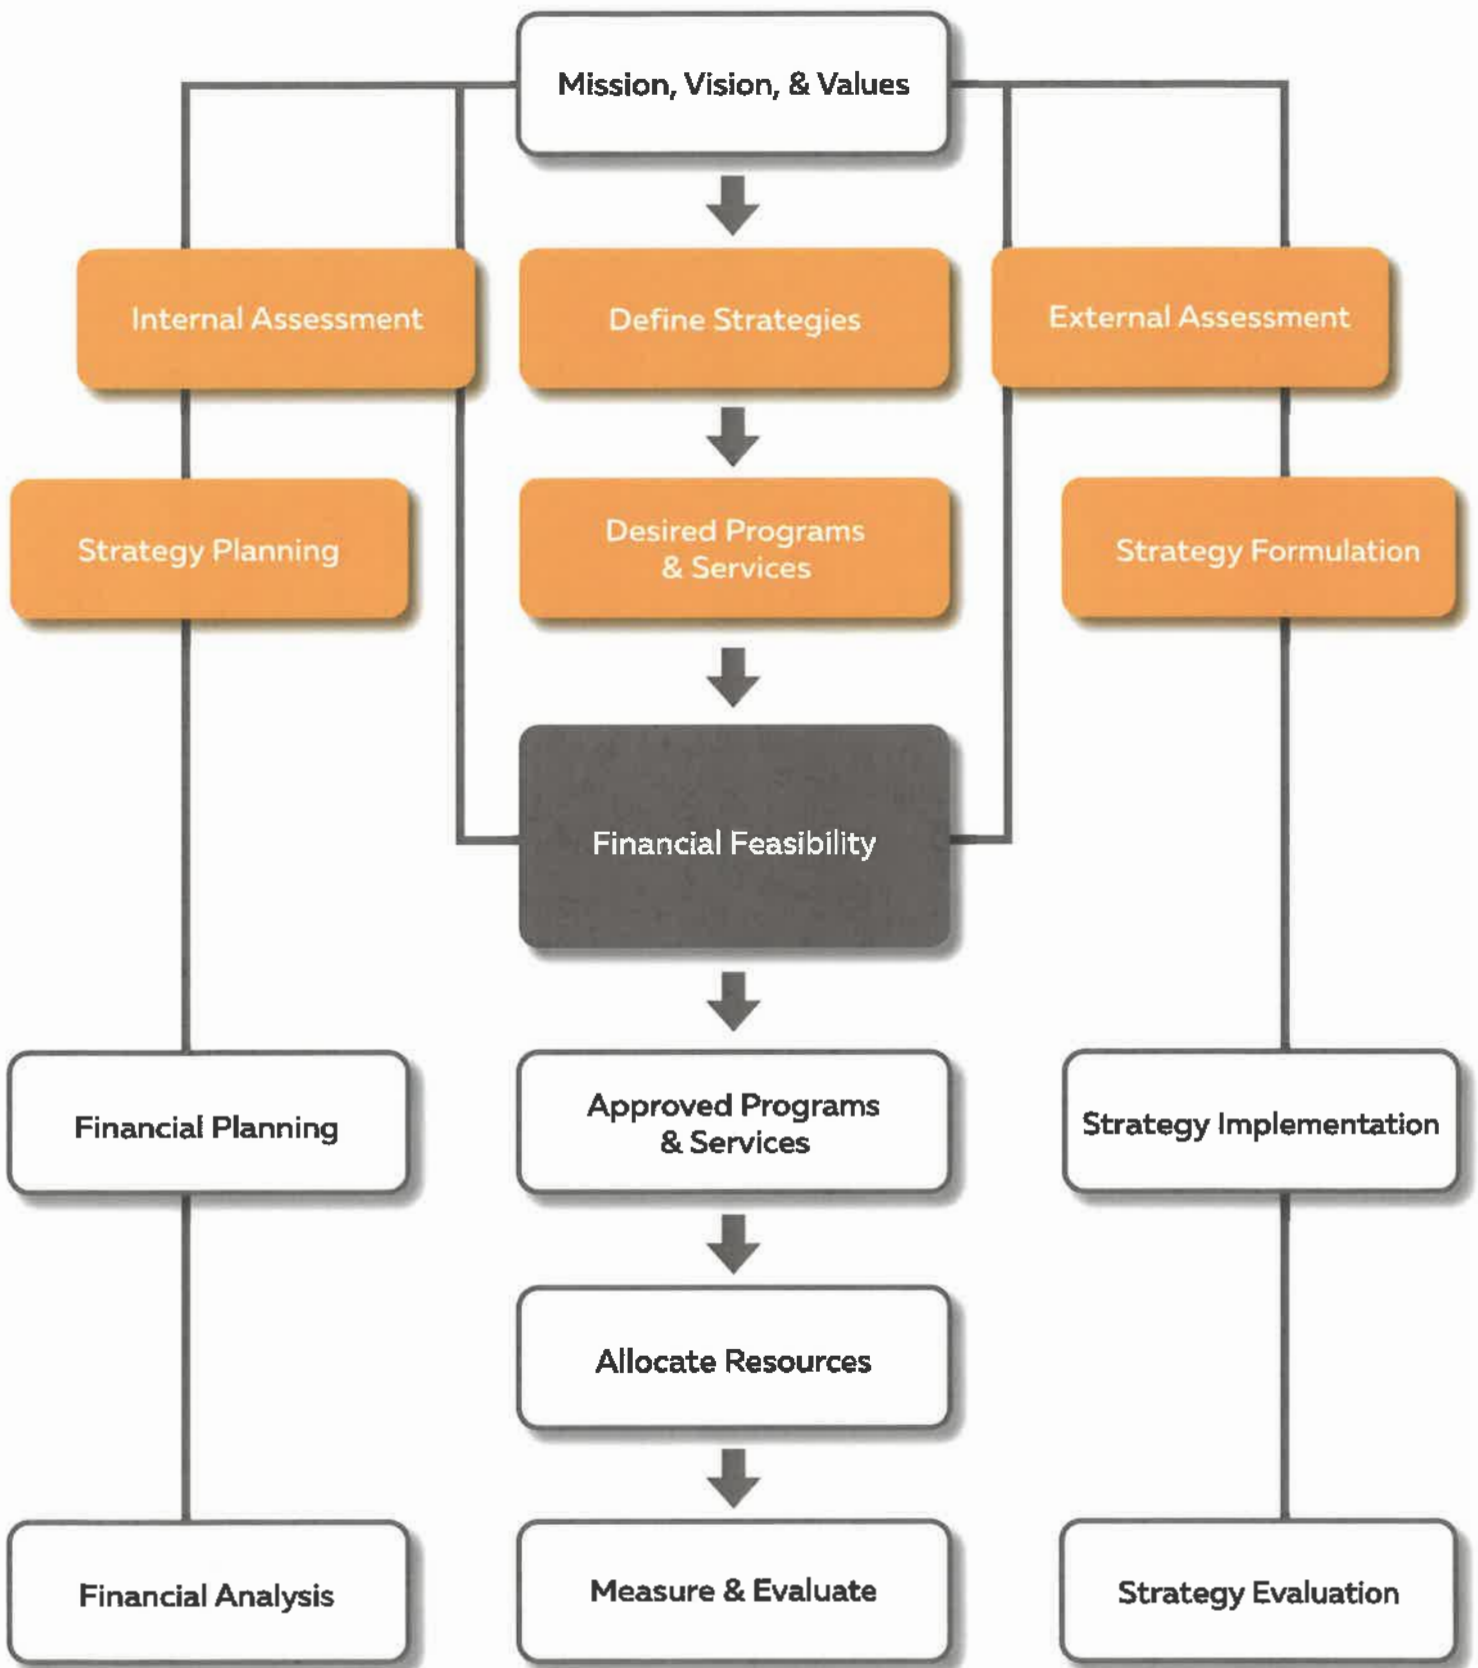 Mission, Vision, & Values
Internal Assessment
Define Strategies
External Assessment
Strategy Planning
Desired Programs
& Services
Strategy Formulation
Financial Feasibility
Financial Planning
Approved Programs
& Services
Strategy Implementation
Allocate Resources
Financial Analysis
Measure & Evaluate
Strategy Evaluation